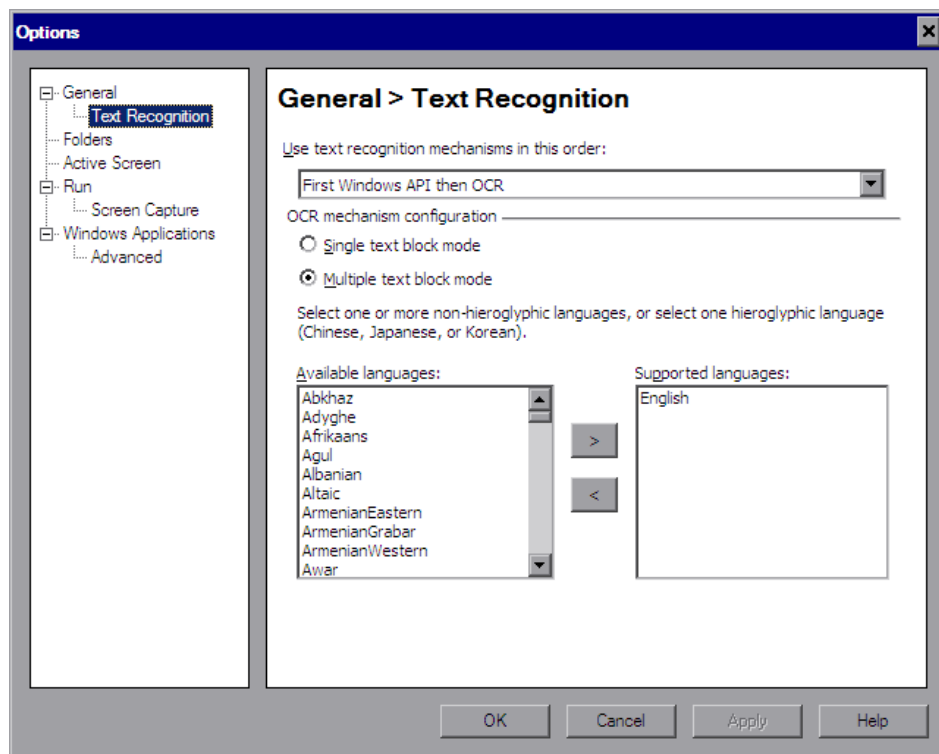 Options
General
Text Recognition
Folders
Active Screen
Run
Screen Capture
Windows Applications
Advanced
General > Text Recognition
Use text recognition mechanisms in this order:
First Windows API then OCR
OCR mechanism configuration
Single text block mode
Multiple text block mode
Select one or more non-hieroglyphic languages, or select one hieroglyphic language
(Chinese, Japanese, or Korean).
Available languages:
Abkhaz
Adyghe
Afrikaans
Agul
Albanian
Altaic
ArmenianEastern
ArmenianGrabar
ArmenianWestern
Awar
>
<
Supported languages:
English
OK
Cancel
Apply
Help